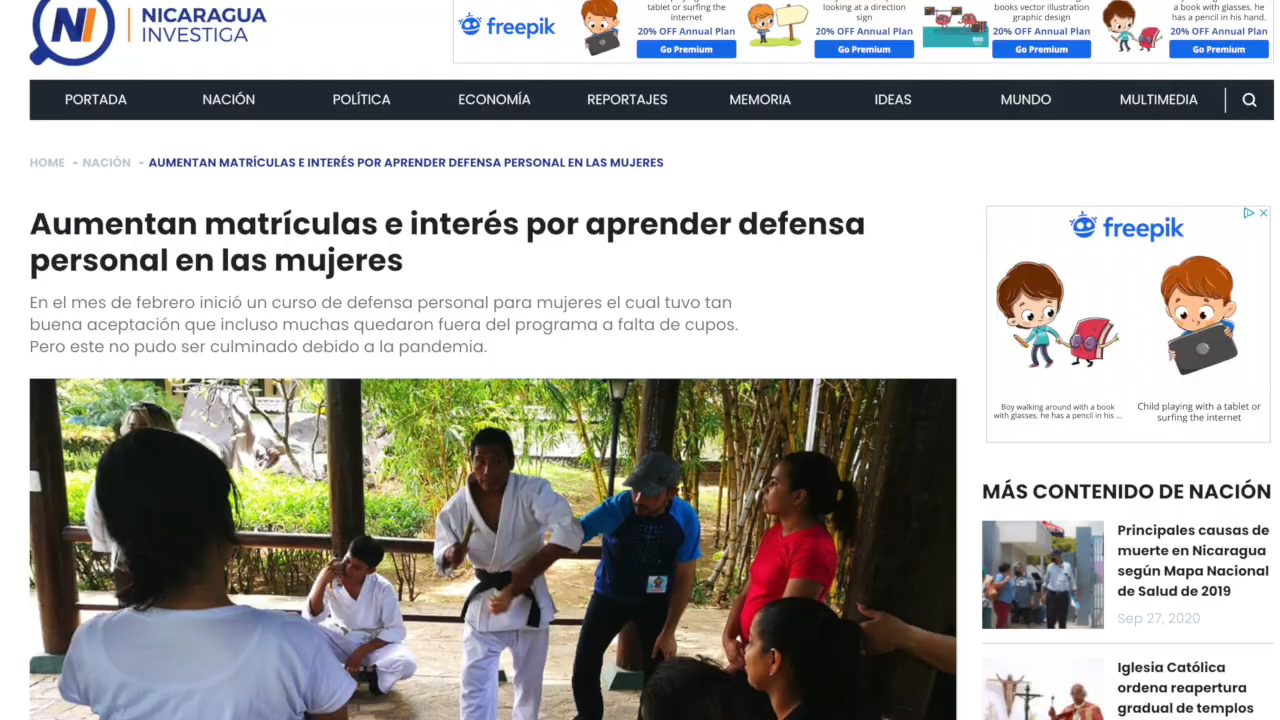 NICARAGUA
INVESTIGA
freepik
tablet or surfing the
internet
20% OFF Annual Plan
Go Premium
looking at a direction
sign
20% OFF Annual Plan
Go Premium
books vector illustration
graphic design
20% OFF Annual Plan
Go Premium
a book with glasses. he
has a pencil in his hand.
20% OFF Annual Plan
Go Premium
PORTADA NACIÓN POLÍTICA ECONOMÍA REPORTAJES MEMORIA IDEAS MUNDO MULTIMEDIA
HOME - NACIÓN - AUMENTAN MATRÍCULAS E INTERÉS POR APRENDER DEFENSA PERSONAL EN LAS MUJERES
Aumentan matrículas e interés por aprender defensa
personal en las mujeres
En el mes de febrero inició un curso de defensa personal para mujeres el cual tuvo tan
buena aceptación que incluso muchas quedaron fuera del programa a falta de cupos.
Pero este no pudo ser culminado debido a la pandemia.
freepik
Boy walking around with a book
with glasses. he has a pencil in his ...
Child playing with a tablet or
surfing the internet
MÁS CONTENIDO DE NACIÓN
Principales causas de
muerte en Nicaragua
según Mapa Nacional
de Salud de 2019
Sep 27, 2020
Iglesia Católica
ordena reapertura
gradual de templos